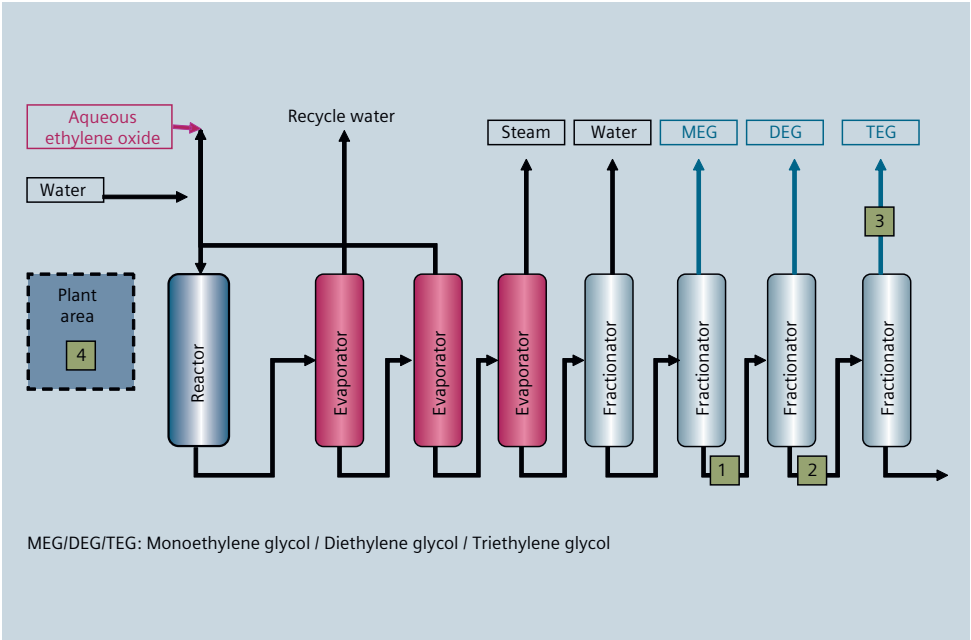 Aqueous
ethylene oxide
Recycle water
Steam
Water
MEG
DEG
TEG
Water
3
Plant
area
4
Reactor
Evaporator
Evaporator
Evaporator
Fractionator
Fractionator
Fractionator
Fractionator
1
2
MEG/DEG/TEG: Monoethylene glycol / Diethylene glycol / Triethylene glycol